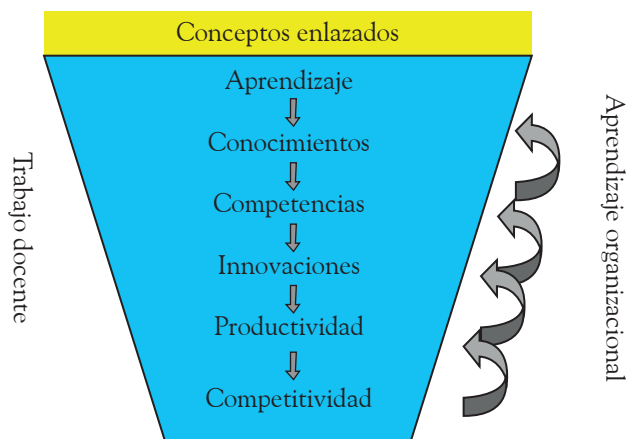 Conceptos enlazados
Aprendizaje
Conocimientos
Competencias
Innovaciones
Productividad
Competitividad
Trabajo docente
Aprendizaje organizacional